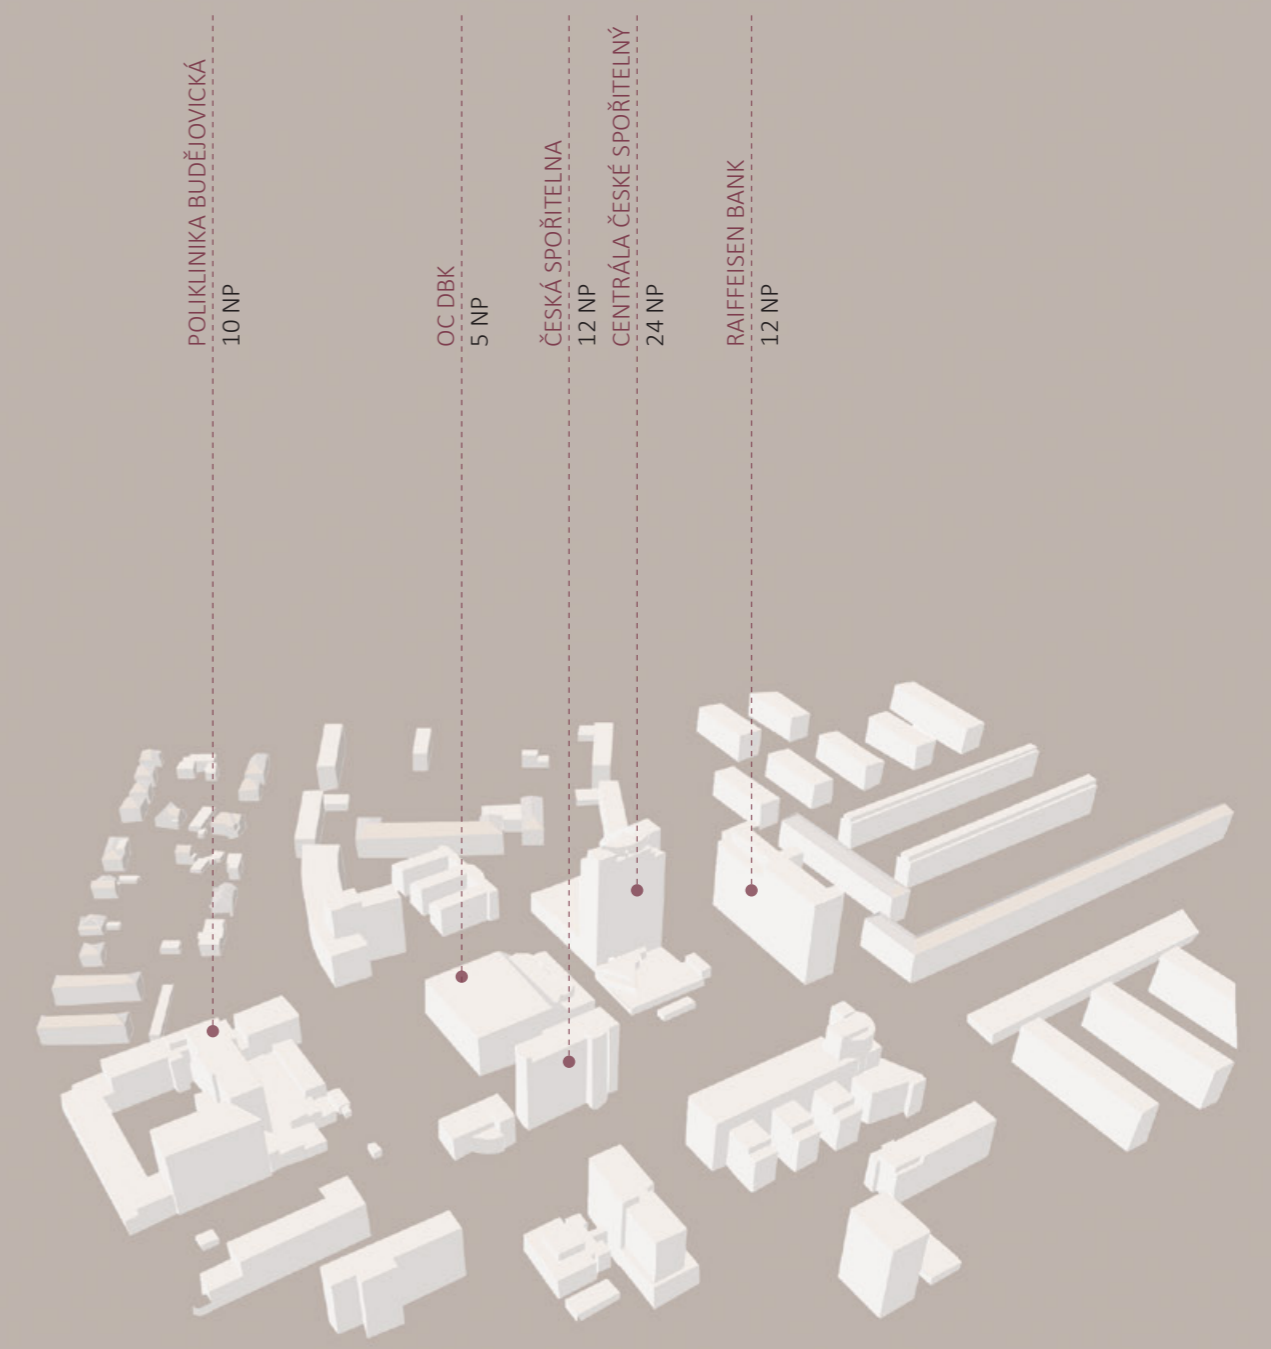 POLIKLINIKA BUDĚJOVICKÁ
10 NP
OC DBK
5 NP
ČESKÁ SPOŘITELNA
12 NP
CENTRÁLA ČESKÉ SPOŘITELNÝ
24 NP
RAIFFEISEN BANK
12 NP